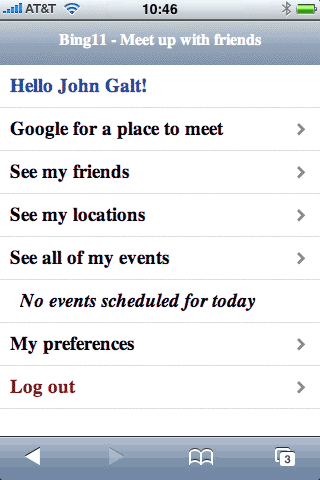 AT&T 10:46
Bing11 - Meet up with friends
Hello John Galt!
Google for a place to meet
See my friends
See my locations
See all of my events
No events scheduled for today
My preferences
Log out
3